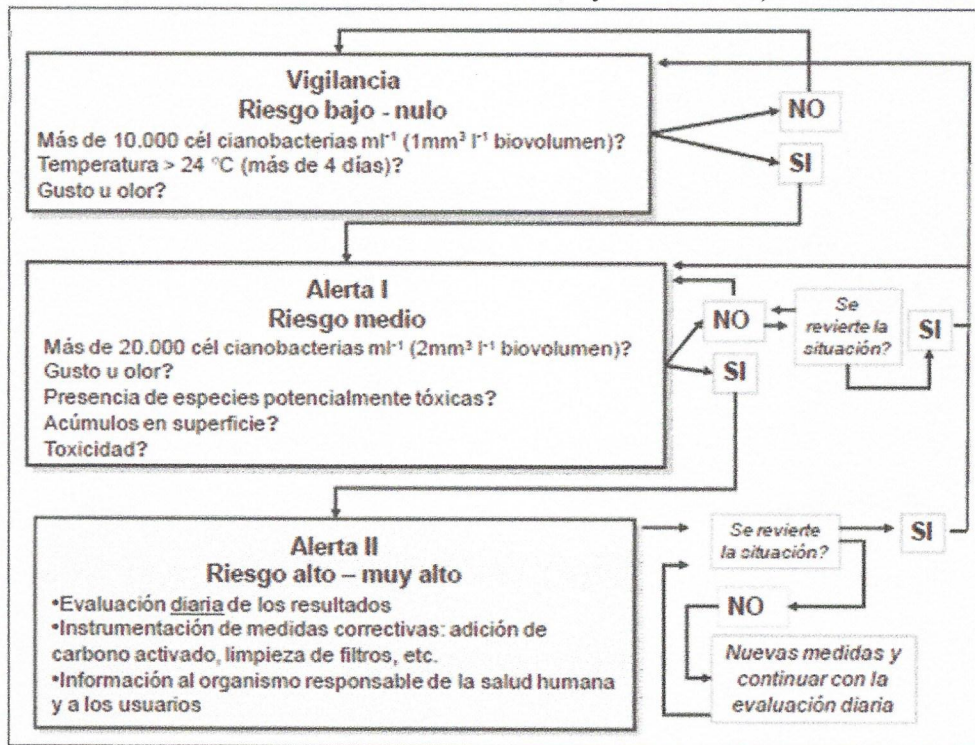 Vigilancia
Riesgo bajo - nulo
Más de 10.000 cél cianobacterias ml⁻¹ (1mm³ l⁻¹ biovolumen)?
Temperatura > 24 °C (más de 4 días)?
Gusto u olor?
NO
SI
Alerta I
Riesgo medio
Más de 20.000 cél cianobacterias ml⁻¹ (2mm³ l⁻¹ biovolumen)?
Gusto u olor?
Presencia de especies potencialmente tóxicas?
Acúmulos en superficie?
Toxicidad?
NO
SI
Se
revierte la
situación?
SI
Alerta II
Riesgo alto – muy alto
•Evaluación diaria de los resultados
•Instrumentación de medidas correctivas: adición de
carbono activado, limpieza de filtros, etc.
•Información al organismo responsable de la salud humana
y a los usuarios
Se revierte
la situación?
SI
NO
Nuevas medidas y
continuar con la
evaluación diaria